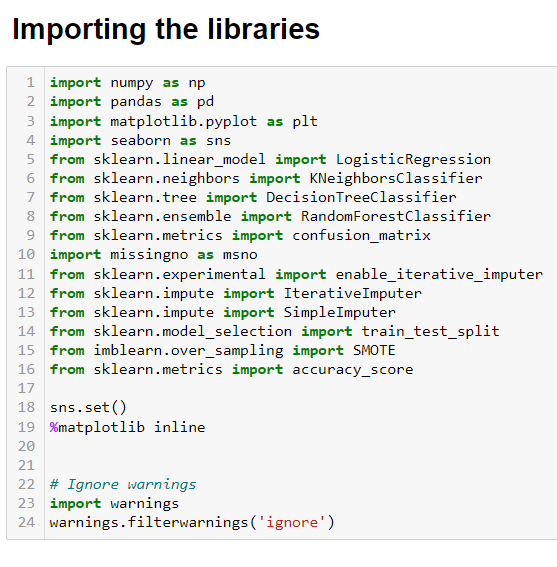 Importing the libraries
1 import numpy as np
2 import pandas as pd
3 import matplotlib.pyplot as plt
4 import seaborn as sns
5 from sklearn.linear_model import LogisticRegression
6 from sklearn.neighbors import KNeighborsClassifier
7 from sklearn.tree import DecisionTreeClassifier
8 from sklearn.ensemble import RandomForestClassifier
9 from sklearn.metrics import confusion_matrix
10 import missingno as msno
11 from sklearn.experimental import enable_iterative_imputer
12 from sklearn.impute import IterativeImputer
13 from sklearn.impute import SimpleImputer
14 from sklearn.model_selection import train_test_split
15 from imblearn.over_sampling import SMOTE
16 from sklearn.metrics import accuracy_score
17
18 sns.set()
19 %matplotlib inline
20
21
22 # Ignore warnings
23 import warnings
24 warnings.filterwarnings('ignore')